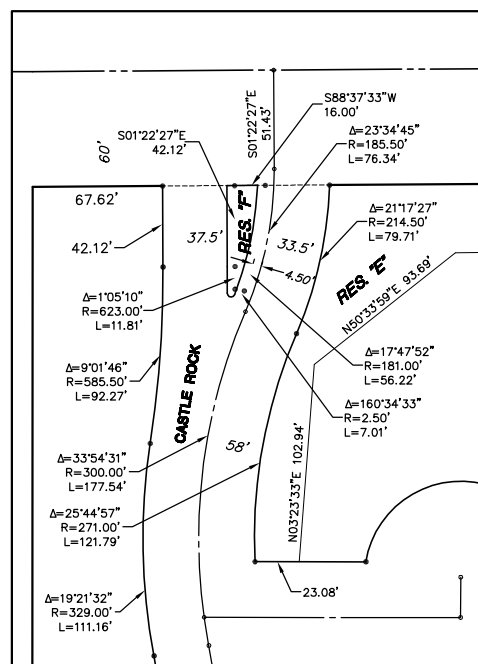 S88°37'33"W
16.00'
S01°22'27"E
51.43'
Δ=23°34'45"
R=185.50'
L=76.34'
S01°22'27"E
42.12'
60'
67.62'
42.12'
37.5'
RES. "F"
33.5'
4.50'
Δ=21°17'27"
R=214.50'
L=79.71'
RES. "E"
N50°33'59"E 93.69'
Δ=1°05'10"
R=623.00'
L=11.81'
Δ=17°47'52"
R=181.00'
L=56.22'
Δ=9°01'46"
R=585.50'
L=92.27'
CASTLE ROCK
Δ=160°34'33"
R=2.50'
L=7.01'
58'
Δ=33°54'31"
R=300.00'
L=177.54'
N03°23'33"E 102.94'
Δ=25°44'57"
R=271.00'
L=121.79'
23.08'
Δ=19°21'32"
R=329.00'
L=111.16'